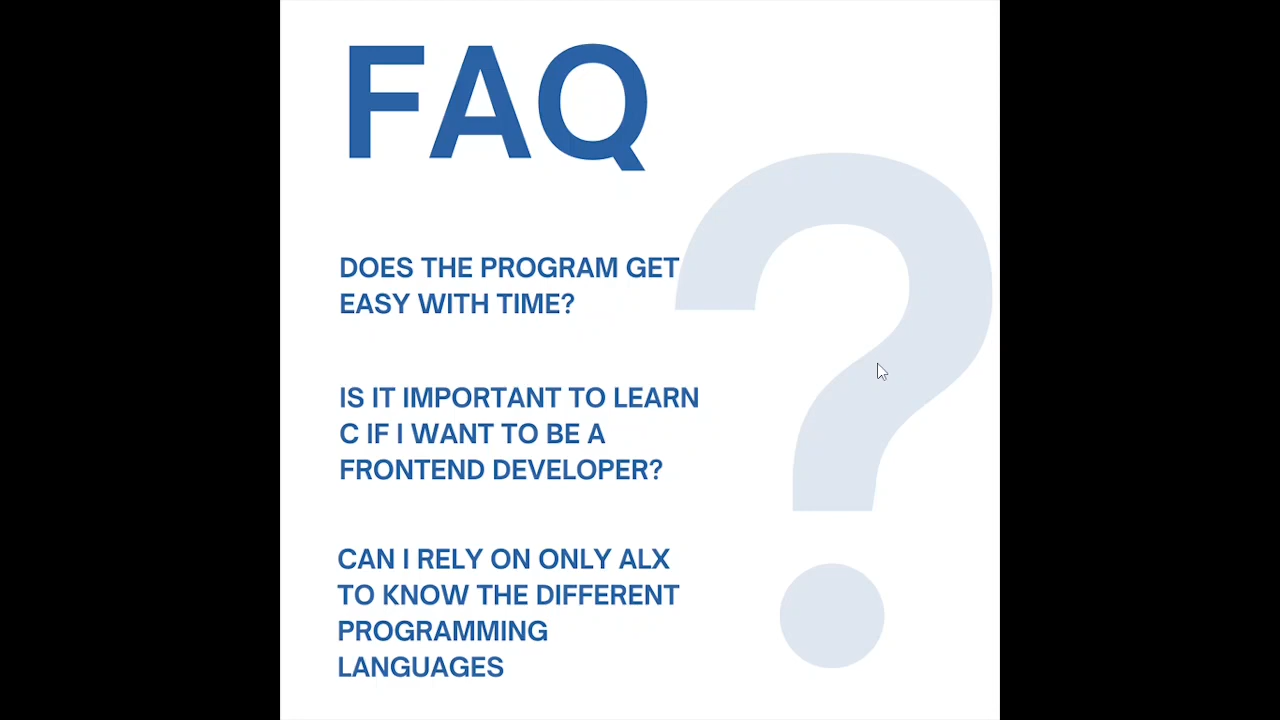 FAQ
DOES THE PROGRAM GET
EASY WITH TIME?
IS IT IMPORTANT TO LEARN
C IF I WANT TO BE A
FRONTEND DEVELOPER?
CAN I RELY ON ONLY ALX
TO KNOW THE DIFFERENT
PROGRAMMING
LANGUAGES
?